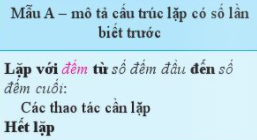 Mẫu A – mô tả cấu trúc lặp có số lần
biết trước
Lặp với đếm từ số đếm đầu đến số
đếm cuối:
Các thao tác cần lặp
Hết lặp